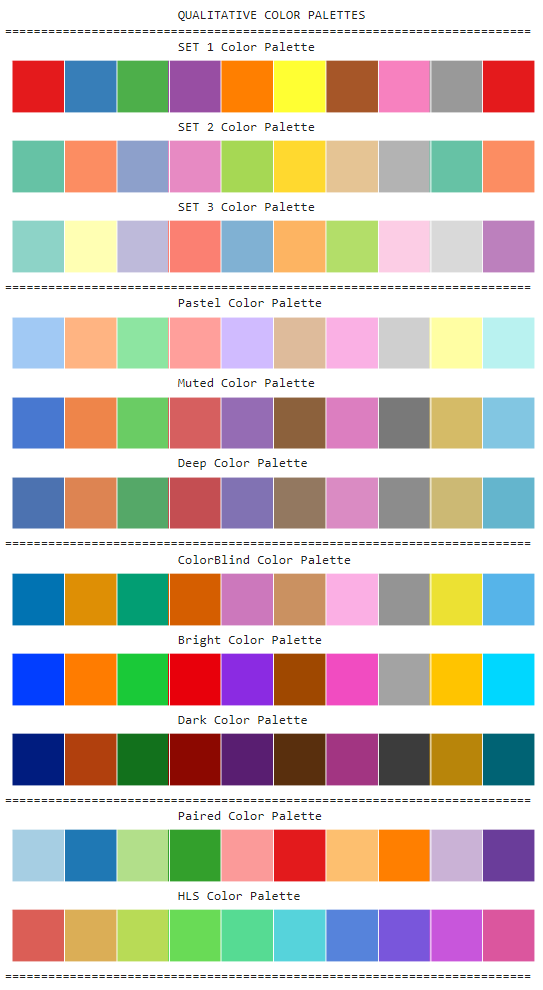 QUALITATIVE COLOR PALETTES
=========================================================================
SET 1 Color Palette
SET 2 Color Palette
SET 3 Color Palette
=========================================================================
Pastel Color Palette
Muted Color Palette
Deep Color Palette
=========================================================================
ColorBlind Color Palette
Bright Color Palette
Dark Color Palette
=========================================================================
Paired Color Palette
HLS Color Palette
=========================================================================